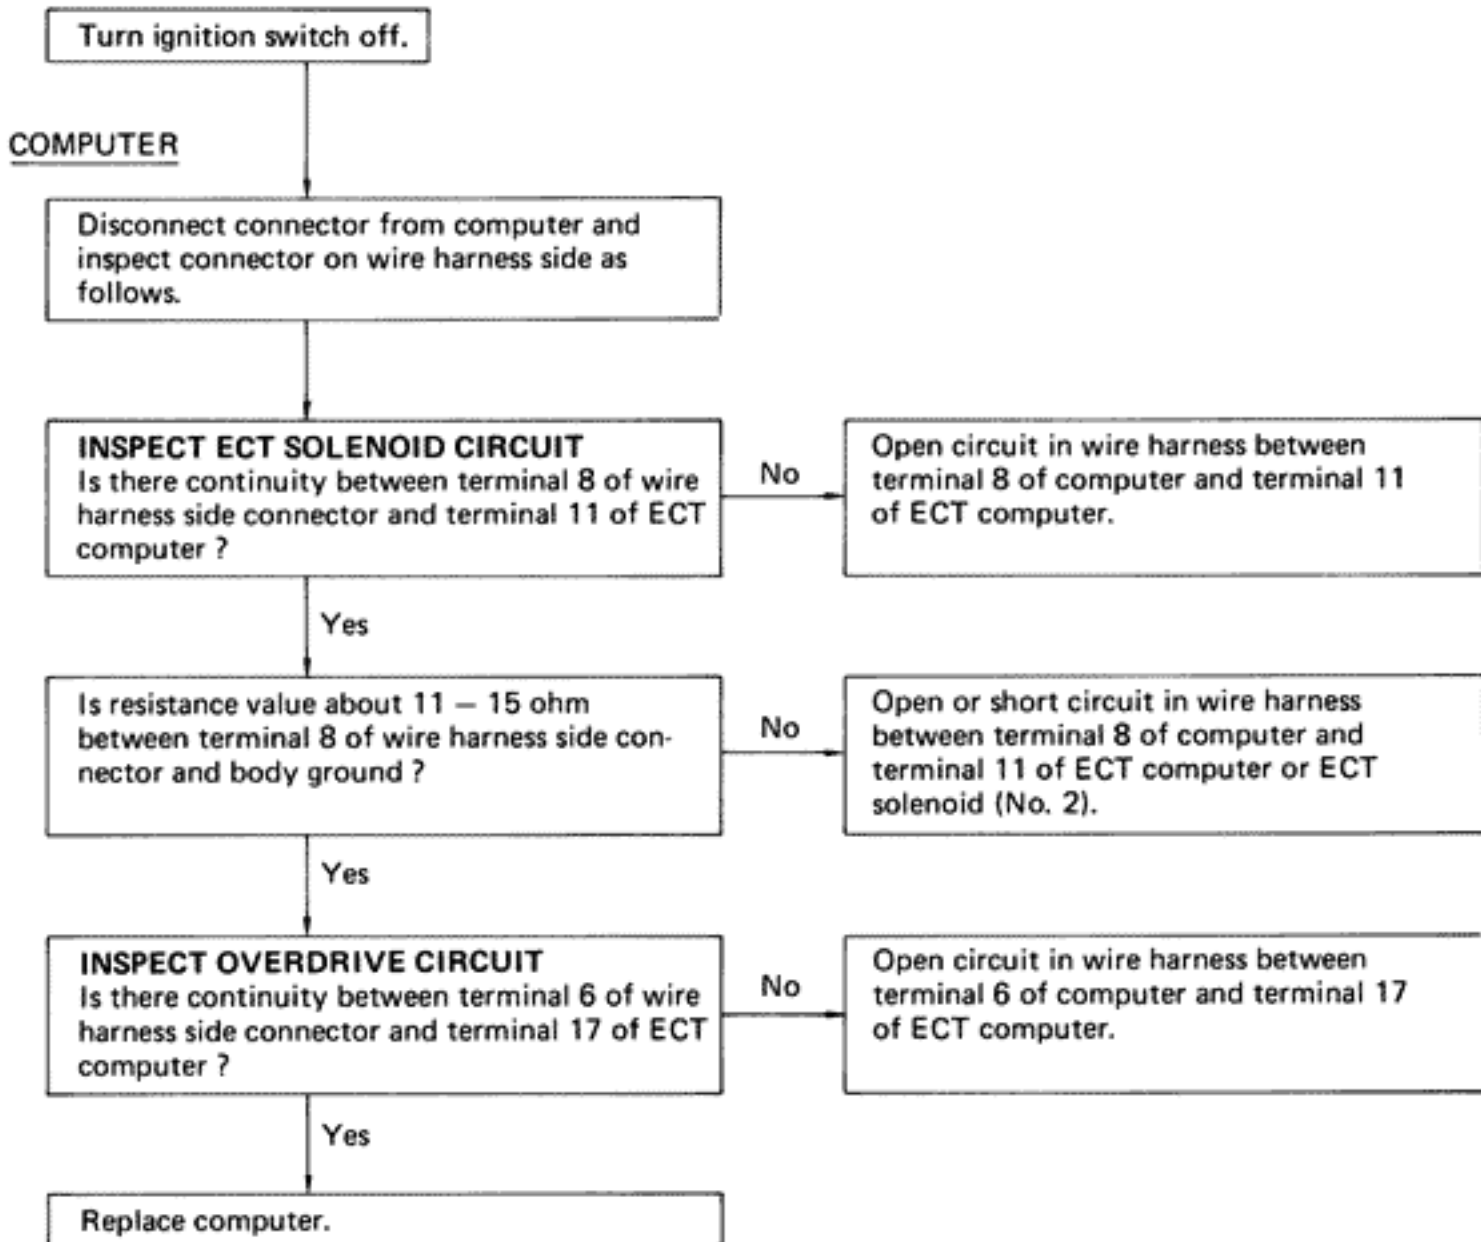 Turn ignition switch off.
COMPUTER
Disconnect connector from computer and
inspect connector on wire harness side as
follows.
INSPECT ECT SOLENOID CIRCUIT
Is there continuity between terminal 8 of wire
harness side connector and terminal 11 of ECT
computer ?
No
Open circuit in wire harness between
terminal 8 of computer and terminal 11
of ECT computer.
Yes
Is resistance value about 11 – 15 ohm
between terminal 8 of wire harness side con-
nector and body ground ?
No
Open or short circuit in wire harness
between terminal 8 of computer and
terminal 11 of ECT computer or ECT
solenoid (No. 2).
Yes
INSPECT OVERDRIVE CIRCUIT
Is there continuity between terminal 6 of wire
harness side connector and terminal 17 of ECT
computer ?
No
Open circuit in wire harness between
terminal 6 of computer and terminal 17
of ECT computer.
Yes
Replace computer.